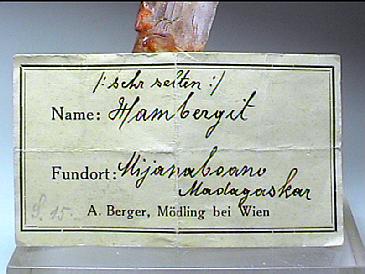 /: sehr selten :/
Name: Hambergit
Fundort: Mijanaboano
Madagaskar
S. 15.
A. Berger, Mödling bei Wien